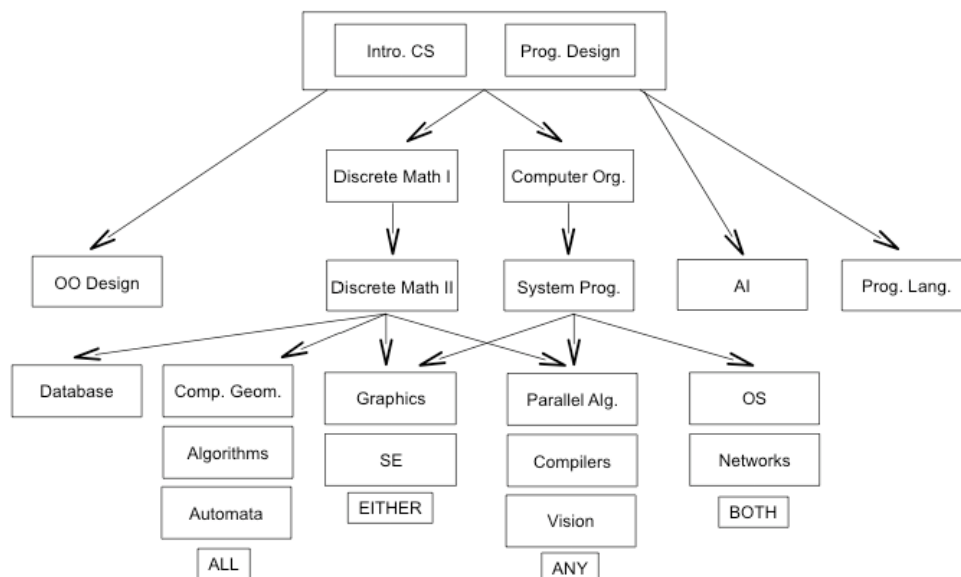 Intro. CS
Prog. Design
Discrete Math I
Computer Org.
OO Design
Discrete Math II
System Prog.
AI
Prog. Lang.
Database
Comp. Geom.
Graphics
Parallel Alg.
OS
Algorithms
SE
Compilers
Networks
Automata
EITHER
Vision
BOTH
ALL
ANY